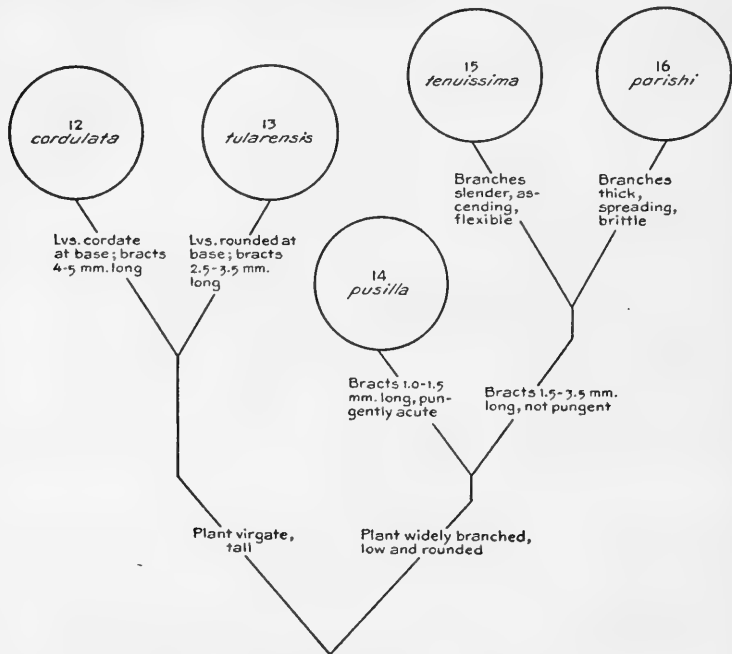 15
tenuissima
16
parishi
12
cordulata
13
tularensis
Branches
slender, as-
cending,
flexible
Branches
thick,
spreading,
brittle
Lvs. cordate
at base; bracts
4-5 mm. long
Lvs. rounded at
base; bracts
2.5-3.5 mm.
long
14
pusilla
Bracts 1.0-1.5
mm. long, pun-
gently acute
Bracts 1.5-3.5 mm.
long, not pungent
Plant virgate,
tall
Plant widely branched,
low and rounded